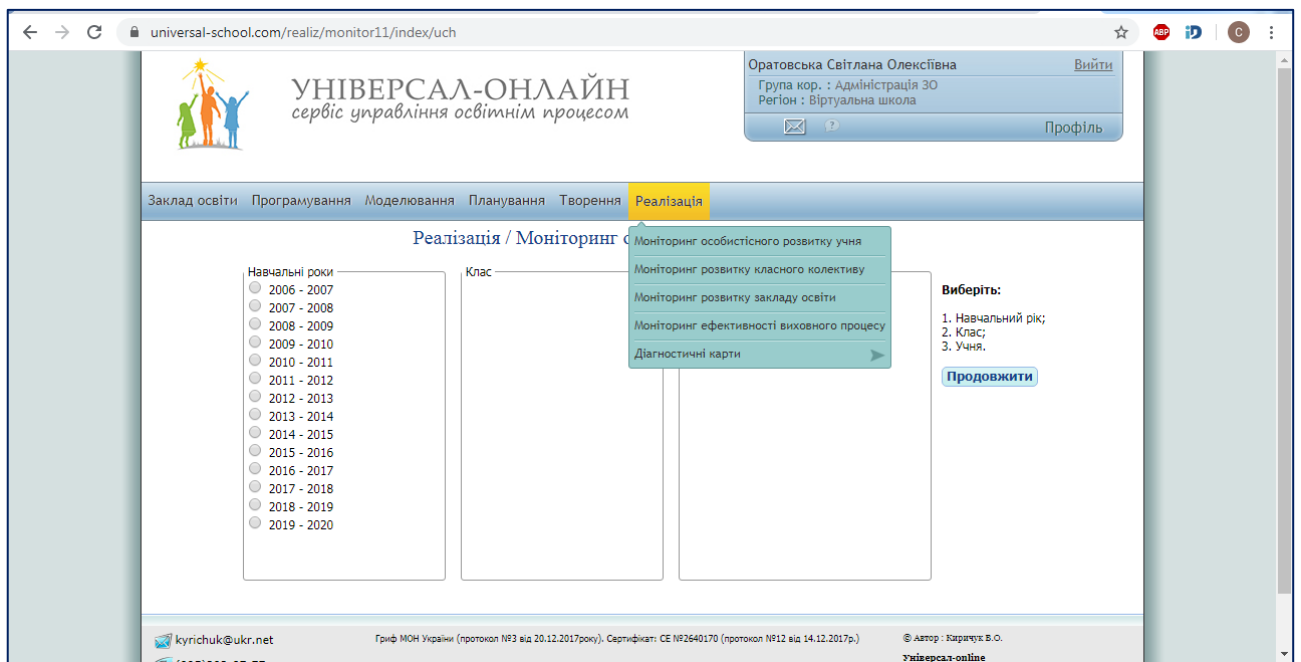 universal-school.com/realiz/monitor11/index/uch
ABP
C
УНІВЕРСАЛ-ОНЛАЙН
сервіс управління освітнім процесом
Оратовська Світлана Олексіївна Вийти
Група кор. : Адміністрація ЗО
Регіон : Віртуальна школа
Профіль
Заклад освіти Програмування Моделювання Планування Творення Реалізація
Реалізація / Моніторинг
Моніторинг особистісного розвитку учня
Моніторинг розвитку класного колективу
Моніторинг розвитку закладу освіти
Моніторинг ефективності виховного процесу
Діагностичні карти
Навчальні роки
2006 - 2007
2007 - 2008
2008 - 2009
2009 - 2010
2010 - 2011
2011 - 2012
2012 - 2013
2013 - 2014
2014 - 2015
2015 - 2016
2016 - 2017
2017 - 2018
2018 - 2019
2019 - 2020
Клас
Виберіть:
1. Навчальний рік;
2. Клас;
3. Учня.
Продовжити
kyrichuk@ukr.net
Гриф МОН України (протокол №3 від 20.12.2017року). Сертифікат: СЕ №2640170 (протокол №12 від 14.12.2017р.)
© Автор : Киричук В.О.
Універсал-online